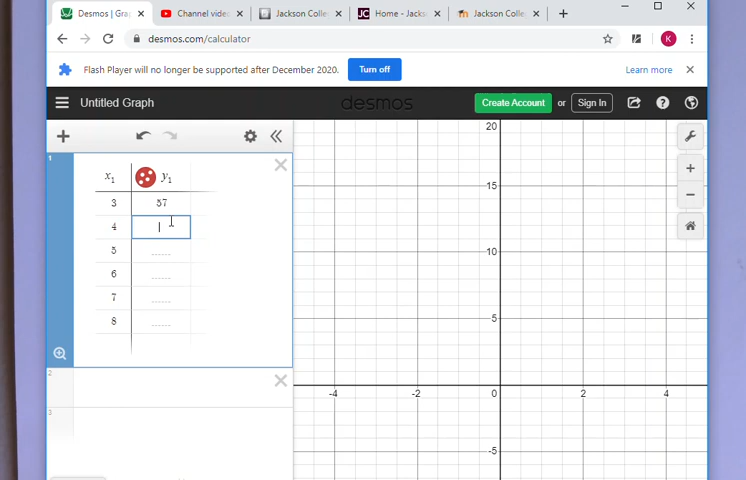 Desmos | Gra
Channel video
Jackson Colle
Home - Jacks
Jackson Colle
desmos.com/calculator
K
Flash Player will no longer be supported after December 2020.
Turn off
Learn more
Untitled Graph
desmos
Create Account
or
Sign In
1
x1 y1
3 57
4
5
6
7
8
2
3
20
15
10
5
-4 -2 0 2 4
-5